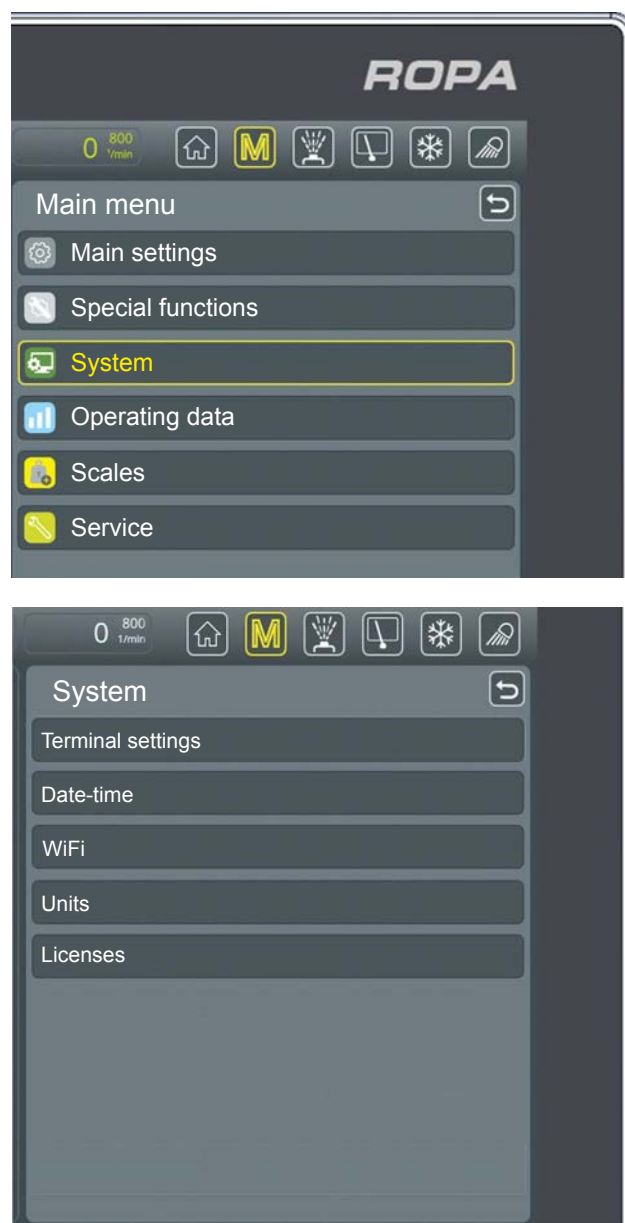 ROPA
0 800
1/min
M
Main menu
Main settings
Special functions
System
Operating data
Scales
Service
0 800
1/min
M
System
Terminal settings
Date-time
WiFi
Units
Licenses